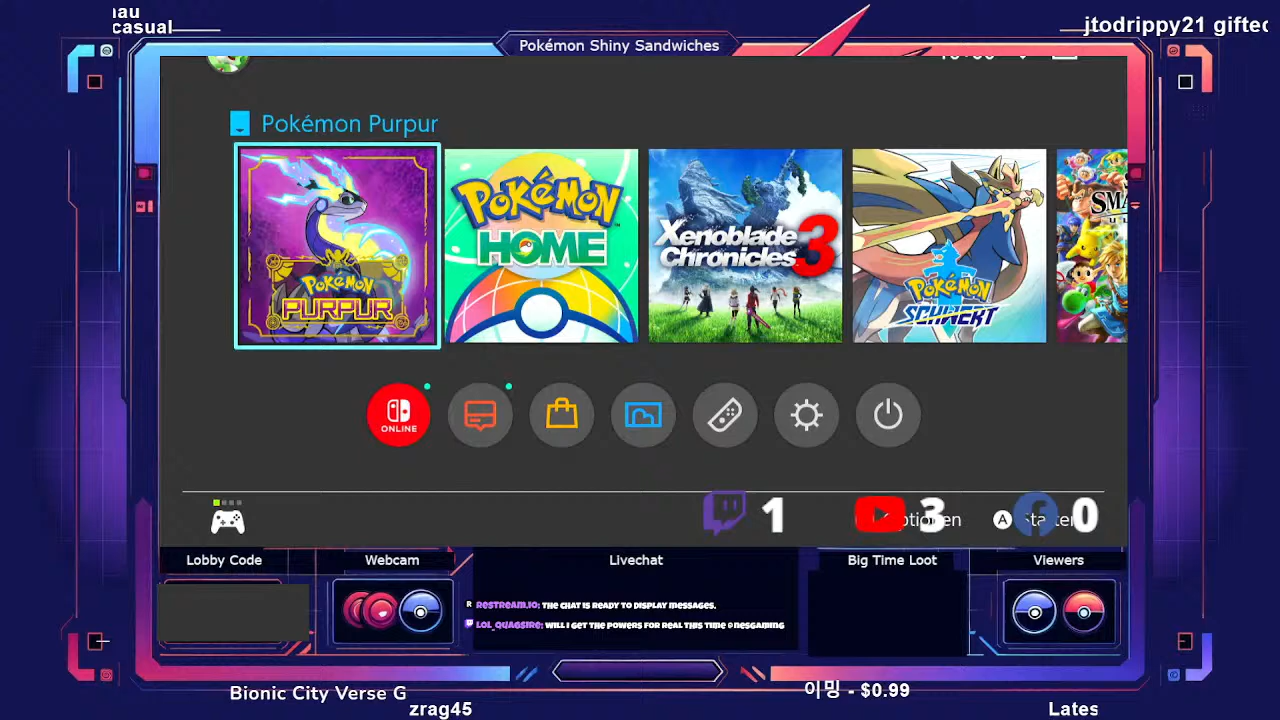 casual
jtodrippy21 gifted
Pokémon Shiny Sandwiches
Pokémon Purpur
POKÉMON PURPUR
POKÉMON HOME
Xenoblade Chronicles 3
POKÉMON SCHWERT
ONLINE
1
3
0
A
Lobby Code
Webcam
Livechat
Big Time Loot
Viewers
RESTREAM.IO: THE CHAT IS READY TO DISPLAY MESSAGES.
LOL_QUAGSIRE: WILL I GET THE POWERS FOR REAL THIS TIME @NESGAMING
Bionic City Verse G
이밍 - $0.99
zrag45
Lates